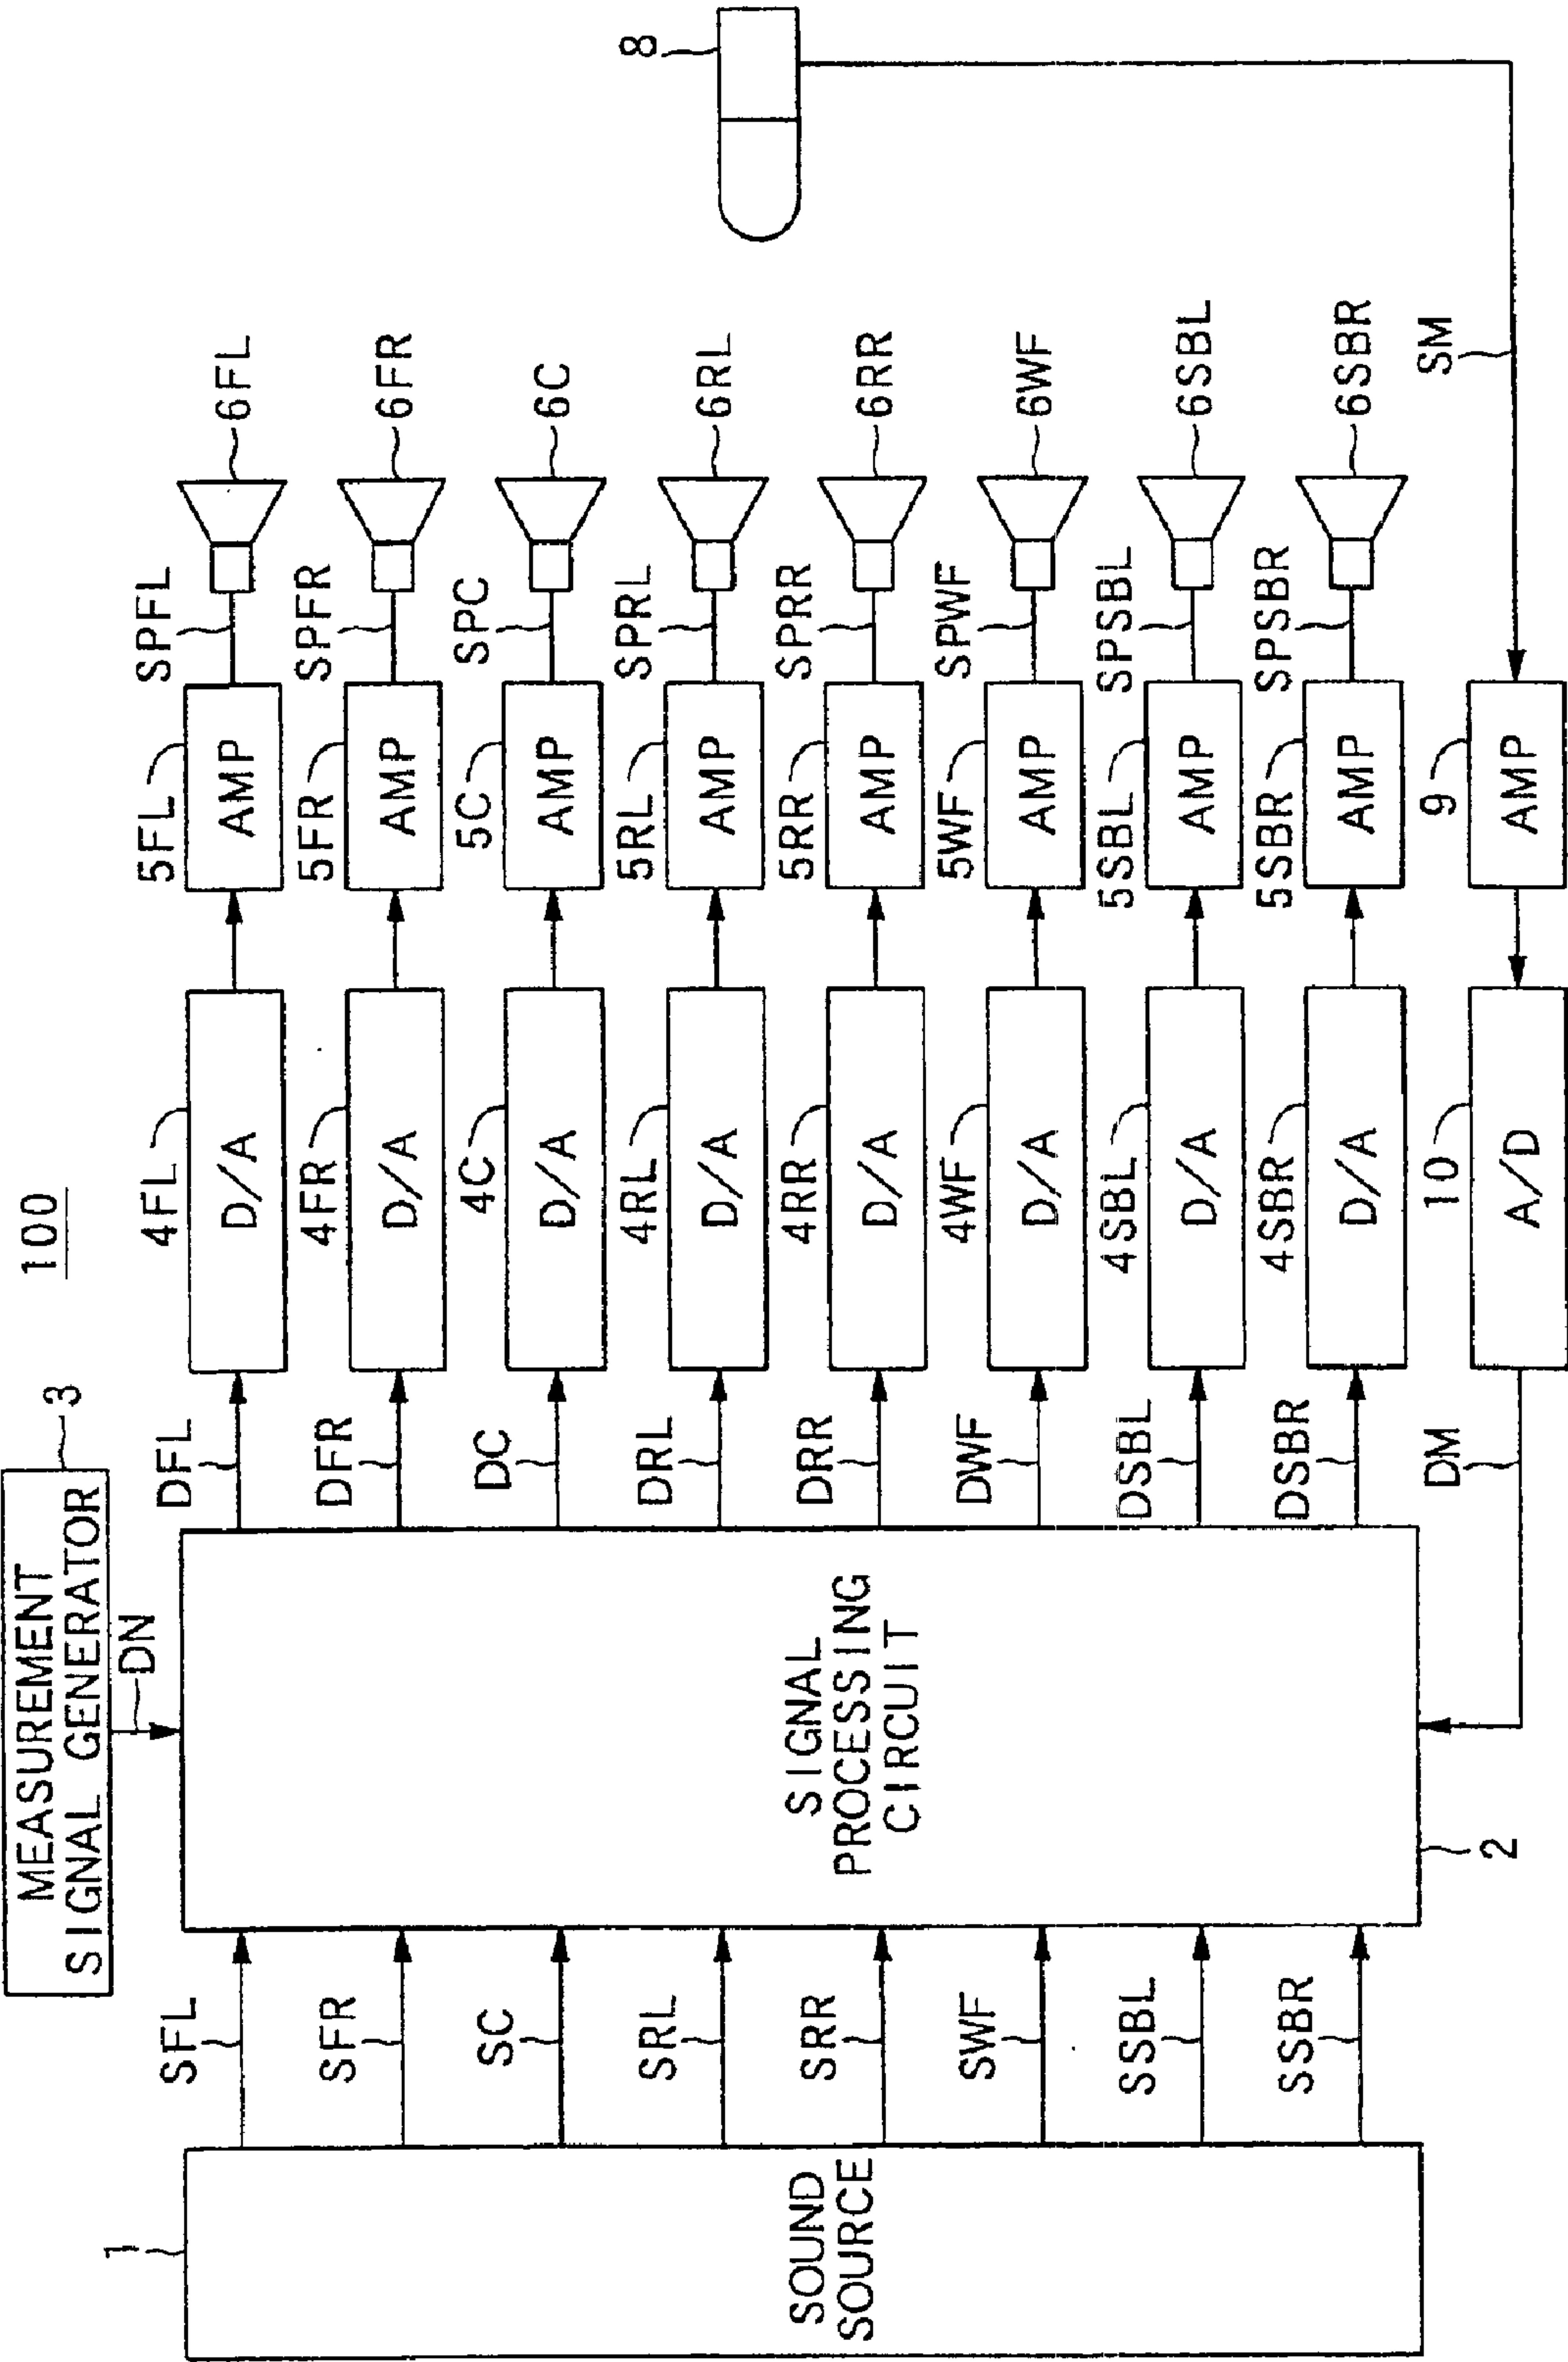 100
MEASUREMENT
SIGNAL GENERATOR
3
DN
1
SOUND
SOURCE
SFL
SFR
SC
SRL
SRR
SWF
SSBL
SSBR
SIGNAL
PROCESSING
CIRCUIT
2
DFL
DFR
DC
DRL
DRR
DWF
DSBL
DSBR
DM
4FL
D/A
4FR
D/A
4C
D/A
4RL
D/A
4RR
D/A
4WF
D/A
4SBL
D/A
4SBR
D/A
10
A/D
5FL
AMP
5FR
AMP
5C
AMP
5RL
AMP
5RR
AMP
5WF
AMP
5SBL
AMP
5SBR
AMP
9
AMP
SPFL
SPFR
SPC
SPRL
SPRR
SPWF
SPSBL
SPSBR
6FL
6FR
6C
6RL
6RR
6WF
6SBL
6SBR
SM
8